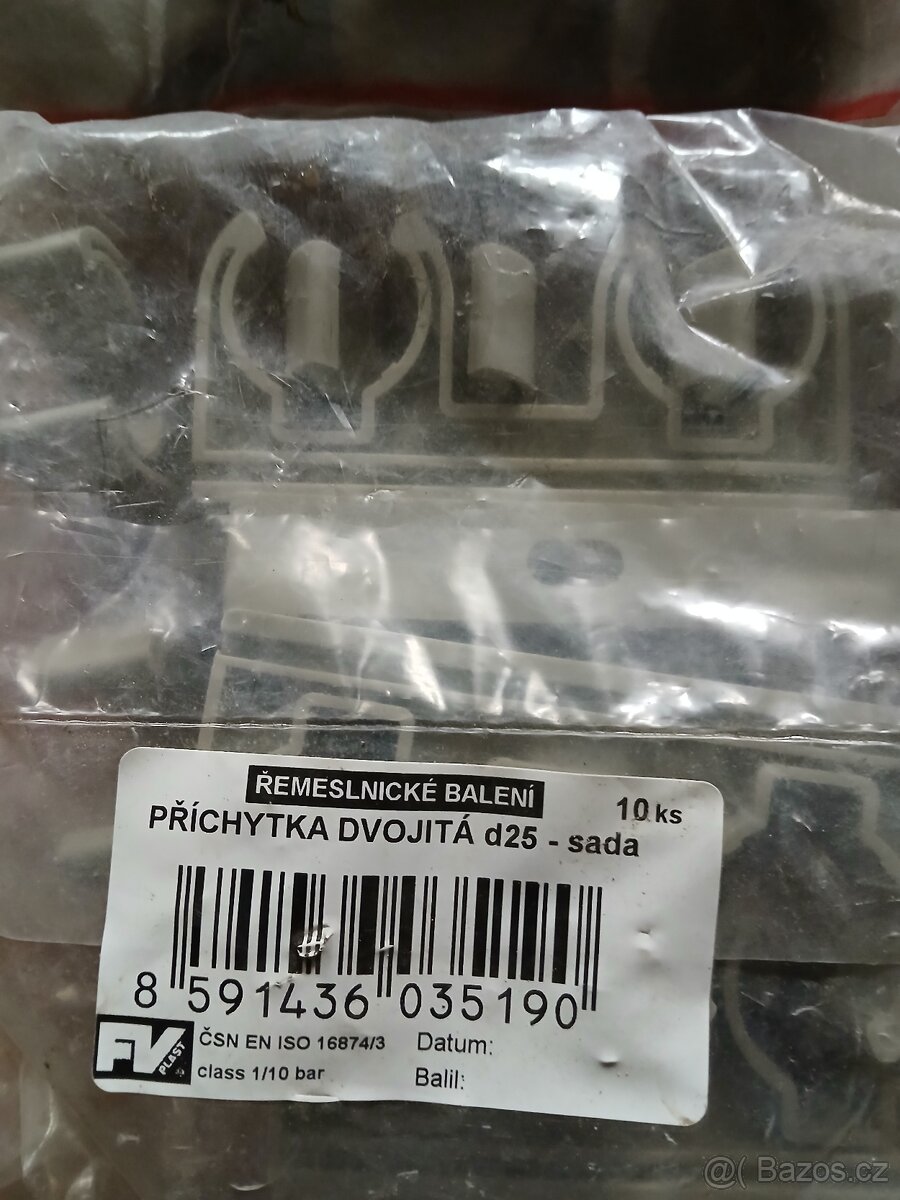 ŘEMESLNICKÉ BALENÍ
10 ks
PŘÍCHYTKA DVOJITÁ d25 - sada
8 591436 035190
FV PLAST
ČSN EN ISO 16874/3
class 1/10 bar
Datum:
Balil:
@( Bazos.cz